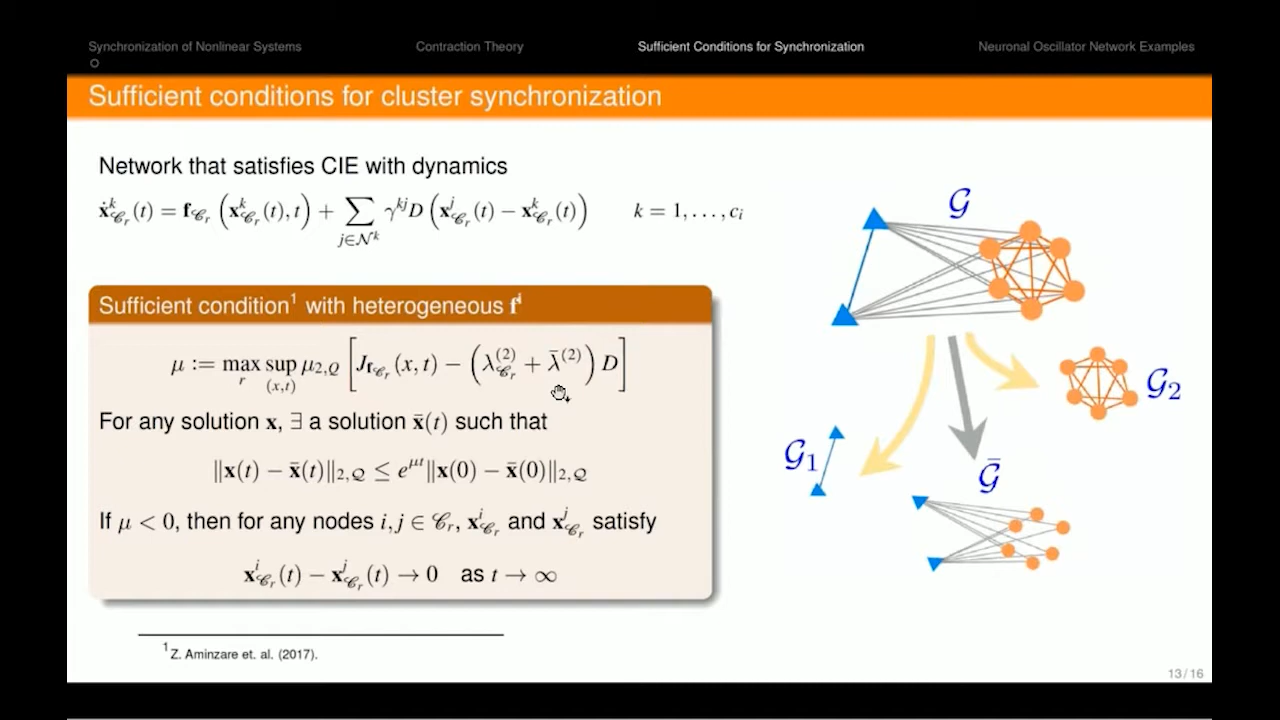 Synchronization of Nonlinear Systems Contraction Theory Sufficient Conditions for Synchronization Neuronal Oscillator Network Examples
Sufficient conditions for cluster synchronization
Network that satisfies CIE with dynamics
ẋ^k_{𝒞_r}(t) = f_{𝒞_r}(x^k_{𝒞_r}(t), t) + ∑_{j∈𝒩^k} γ^{kj} D (x^j_{𝒞_r}(t) − x^k_{𝒞_r}(t)) k = 1, …, c_i
Sufficient condition¹ with heterogeneous f^i
μ := max_r sup_{(x,t)} μ_{2,Q} [J_{f_{𝒞_r}}(x, t) − (λ^{(2)}_{𝒞_r} + λ̄^{(2)}) D]
For any solution x, ∃ a solution x̄(t) such that
‖x(t) − x̄(t)‖_{2,Q} ≤ e^{μt}‖x(0) − x̄(0)‖_{2,Q}
If μ < 0, then for any nodes i, j ∈ 𝒞_r, x^i_{𝒞_r} and x^j_{𝒞_r} satisfy
x^i_{𝒞_r}(t) − x^j_{𝒞_r}(t) → 0 as t → ∞
𝒢
𝒢_2
𝒢_1
𝒢̄
¹Z. Aminzare et. al. (2017).
13 / 16